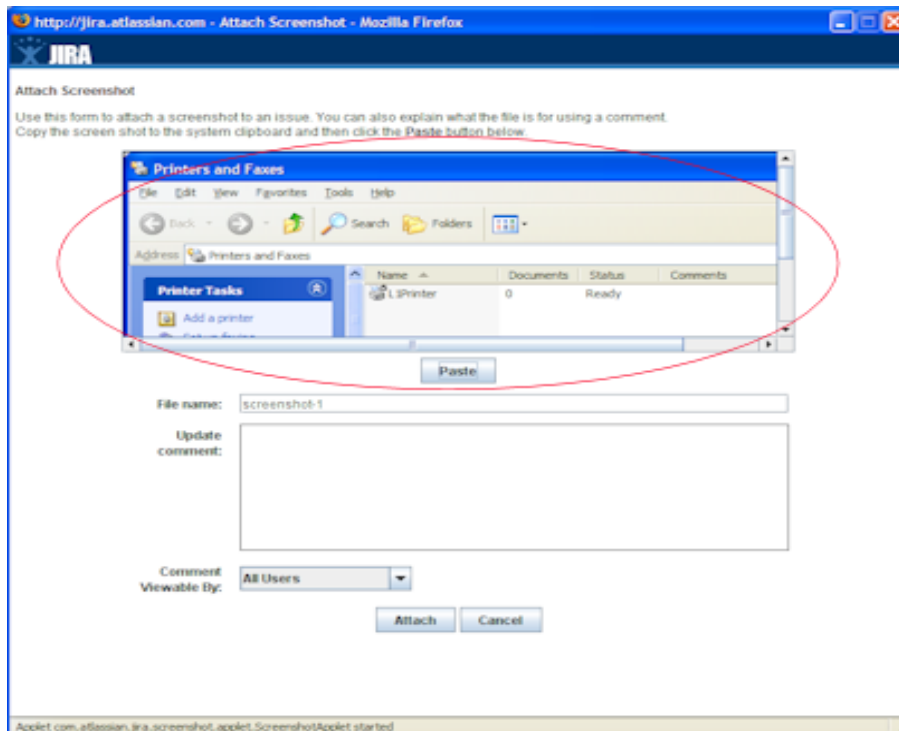 http://jira.atlassian.com - Attach Screenshot - Mozilla Firefox
JIRA
Attach Screenshot
Use this form to attach a screenshot to an issue. You can also explain what the file is for using a comment.
Copy the screen shot to the system clipboard and then click the Paste button below.
Printers and Faxes
File Edit View Favorites Tools Help
Back Search Folders
Address Printers and Faxes
Name Documents Status Comments
Printer Tasks
0 Ready
Add a printer
Paste
File name: screenshot-1
Update
comment:
Comment
Viewable By: All Users
Attach Cancel
Applet com.atlassian.jira.screenshot.applet.ScreenshotApplet started